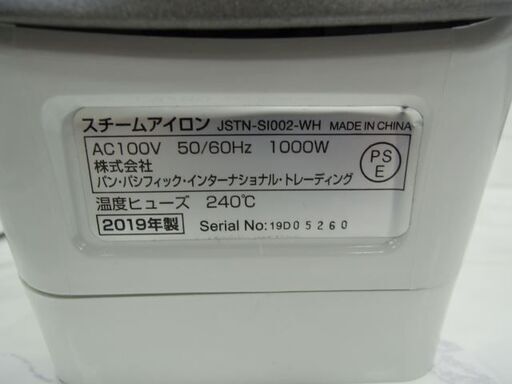 スチームアイロン JSTN-SI002-WH MADE IN CHINA
AC100V 50/60Hz 1000W
株式会社
パン・パシフィック・インターナショナル・トレーディング
PS
E
温度ヒューズ 240℃
2019年製 Serial No:19D05260